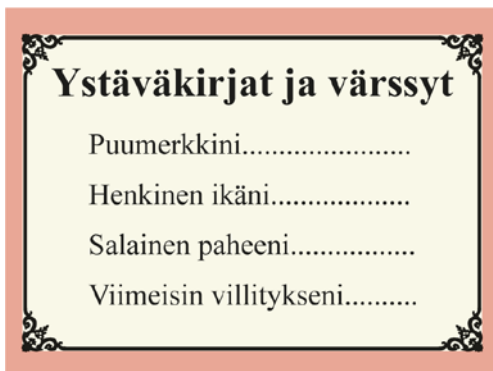 Ystäväkirjat ja värssyt
Puumerkkini.......................
Henkinen ikäni...................
Salainen paheeni.................
Viimeisin villitykseni..........